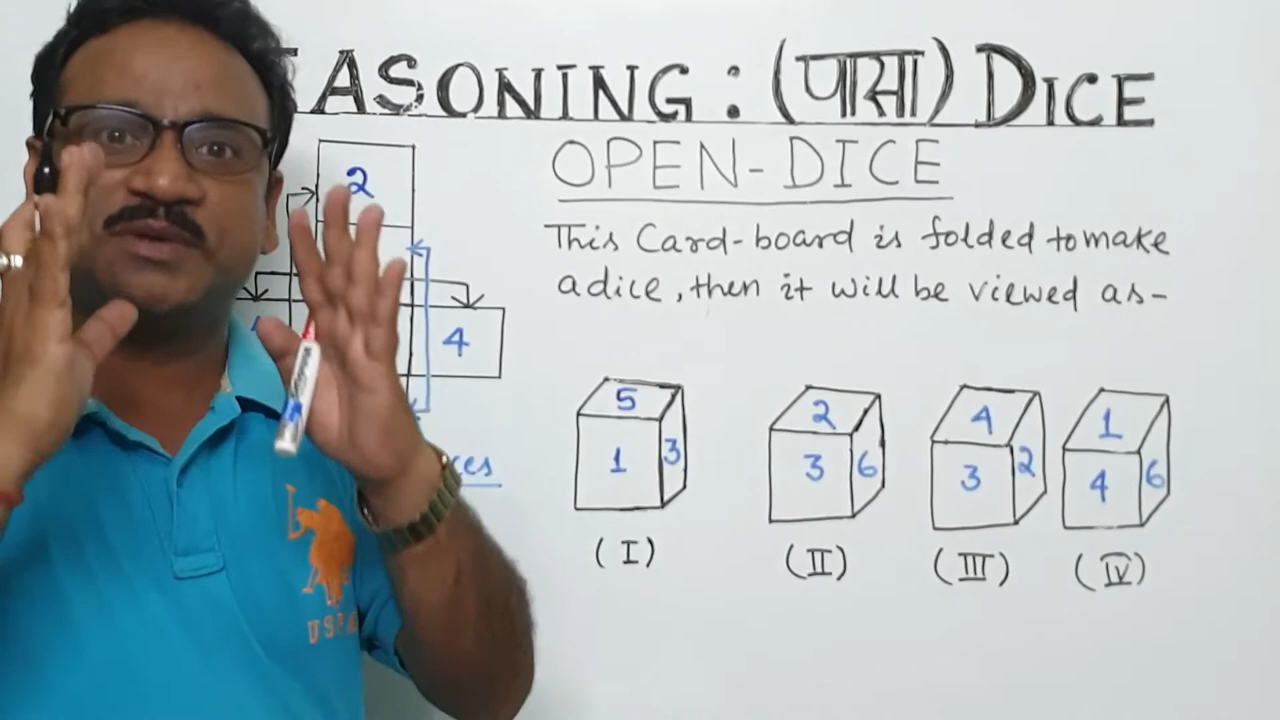 EASONING : (पासा) DICE
OPEN-DICE
This Card-board is folded to make
a dice, then it will be viewed as-
2
4
5
1 3
2
3 6
4
3 2
1
4 6
(I) (II) (III) (IV)